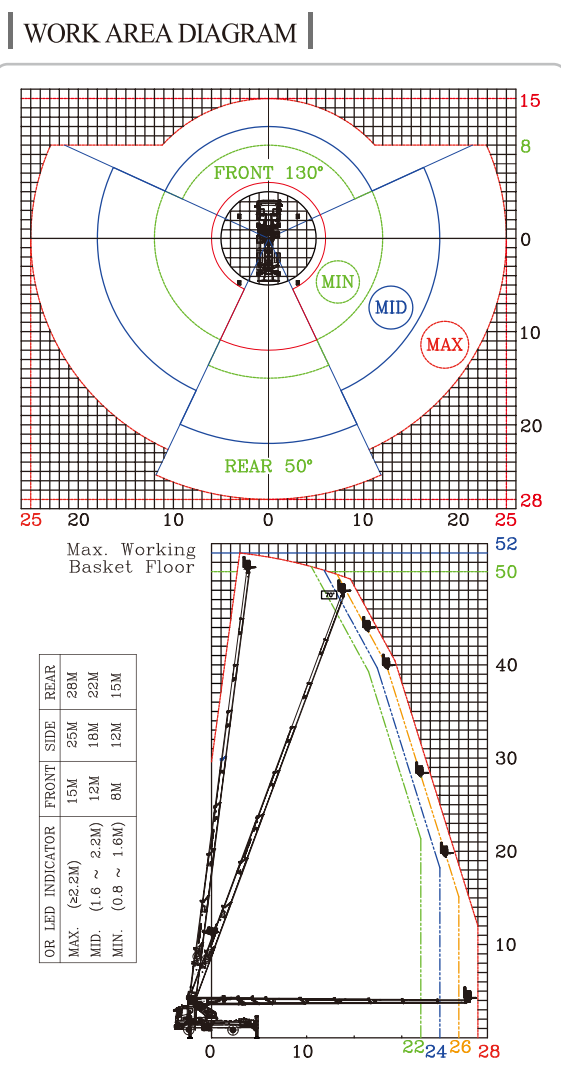 WORK AREA DIAGRAM
15
8
FRONT 130°
0
MIN
MID
10
MAX
20
REAR 50°
28
25 20 10 0 10 20 25
Max. Working
Basket Floor
52
50
70°
40
30
20
10
0 10 22 24 26 28
OR LED INDICATOR FRONT SIDE REAR
MAX. (≥2.2M) 15M 25M 28M
MID. (1.6 ~ 2.2M) 12M 18M 22M
MIN. (0.8 ~ 1.6M) 8M 12M 15M